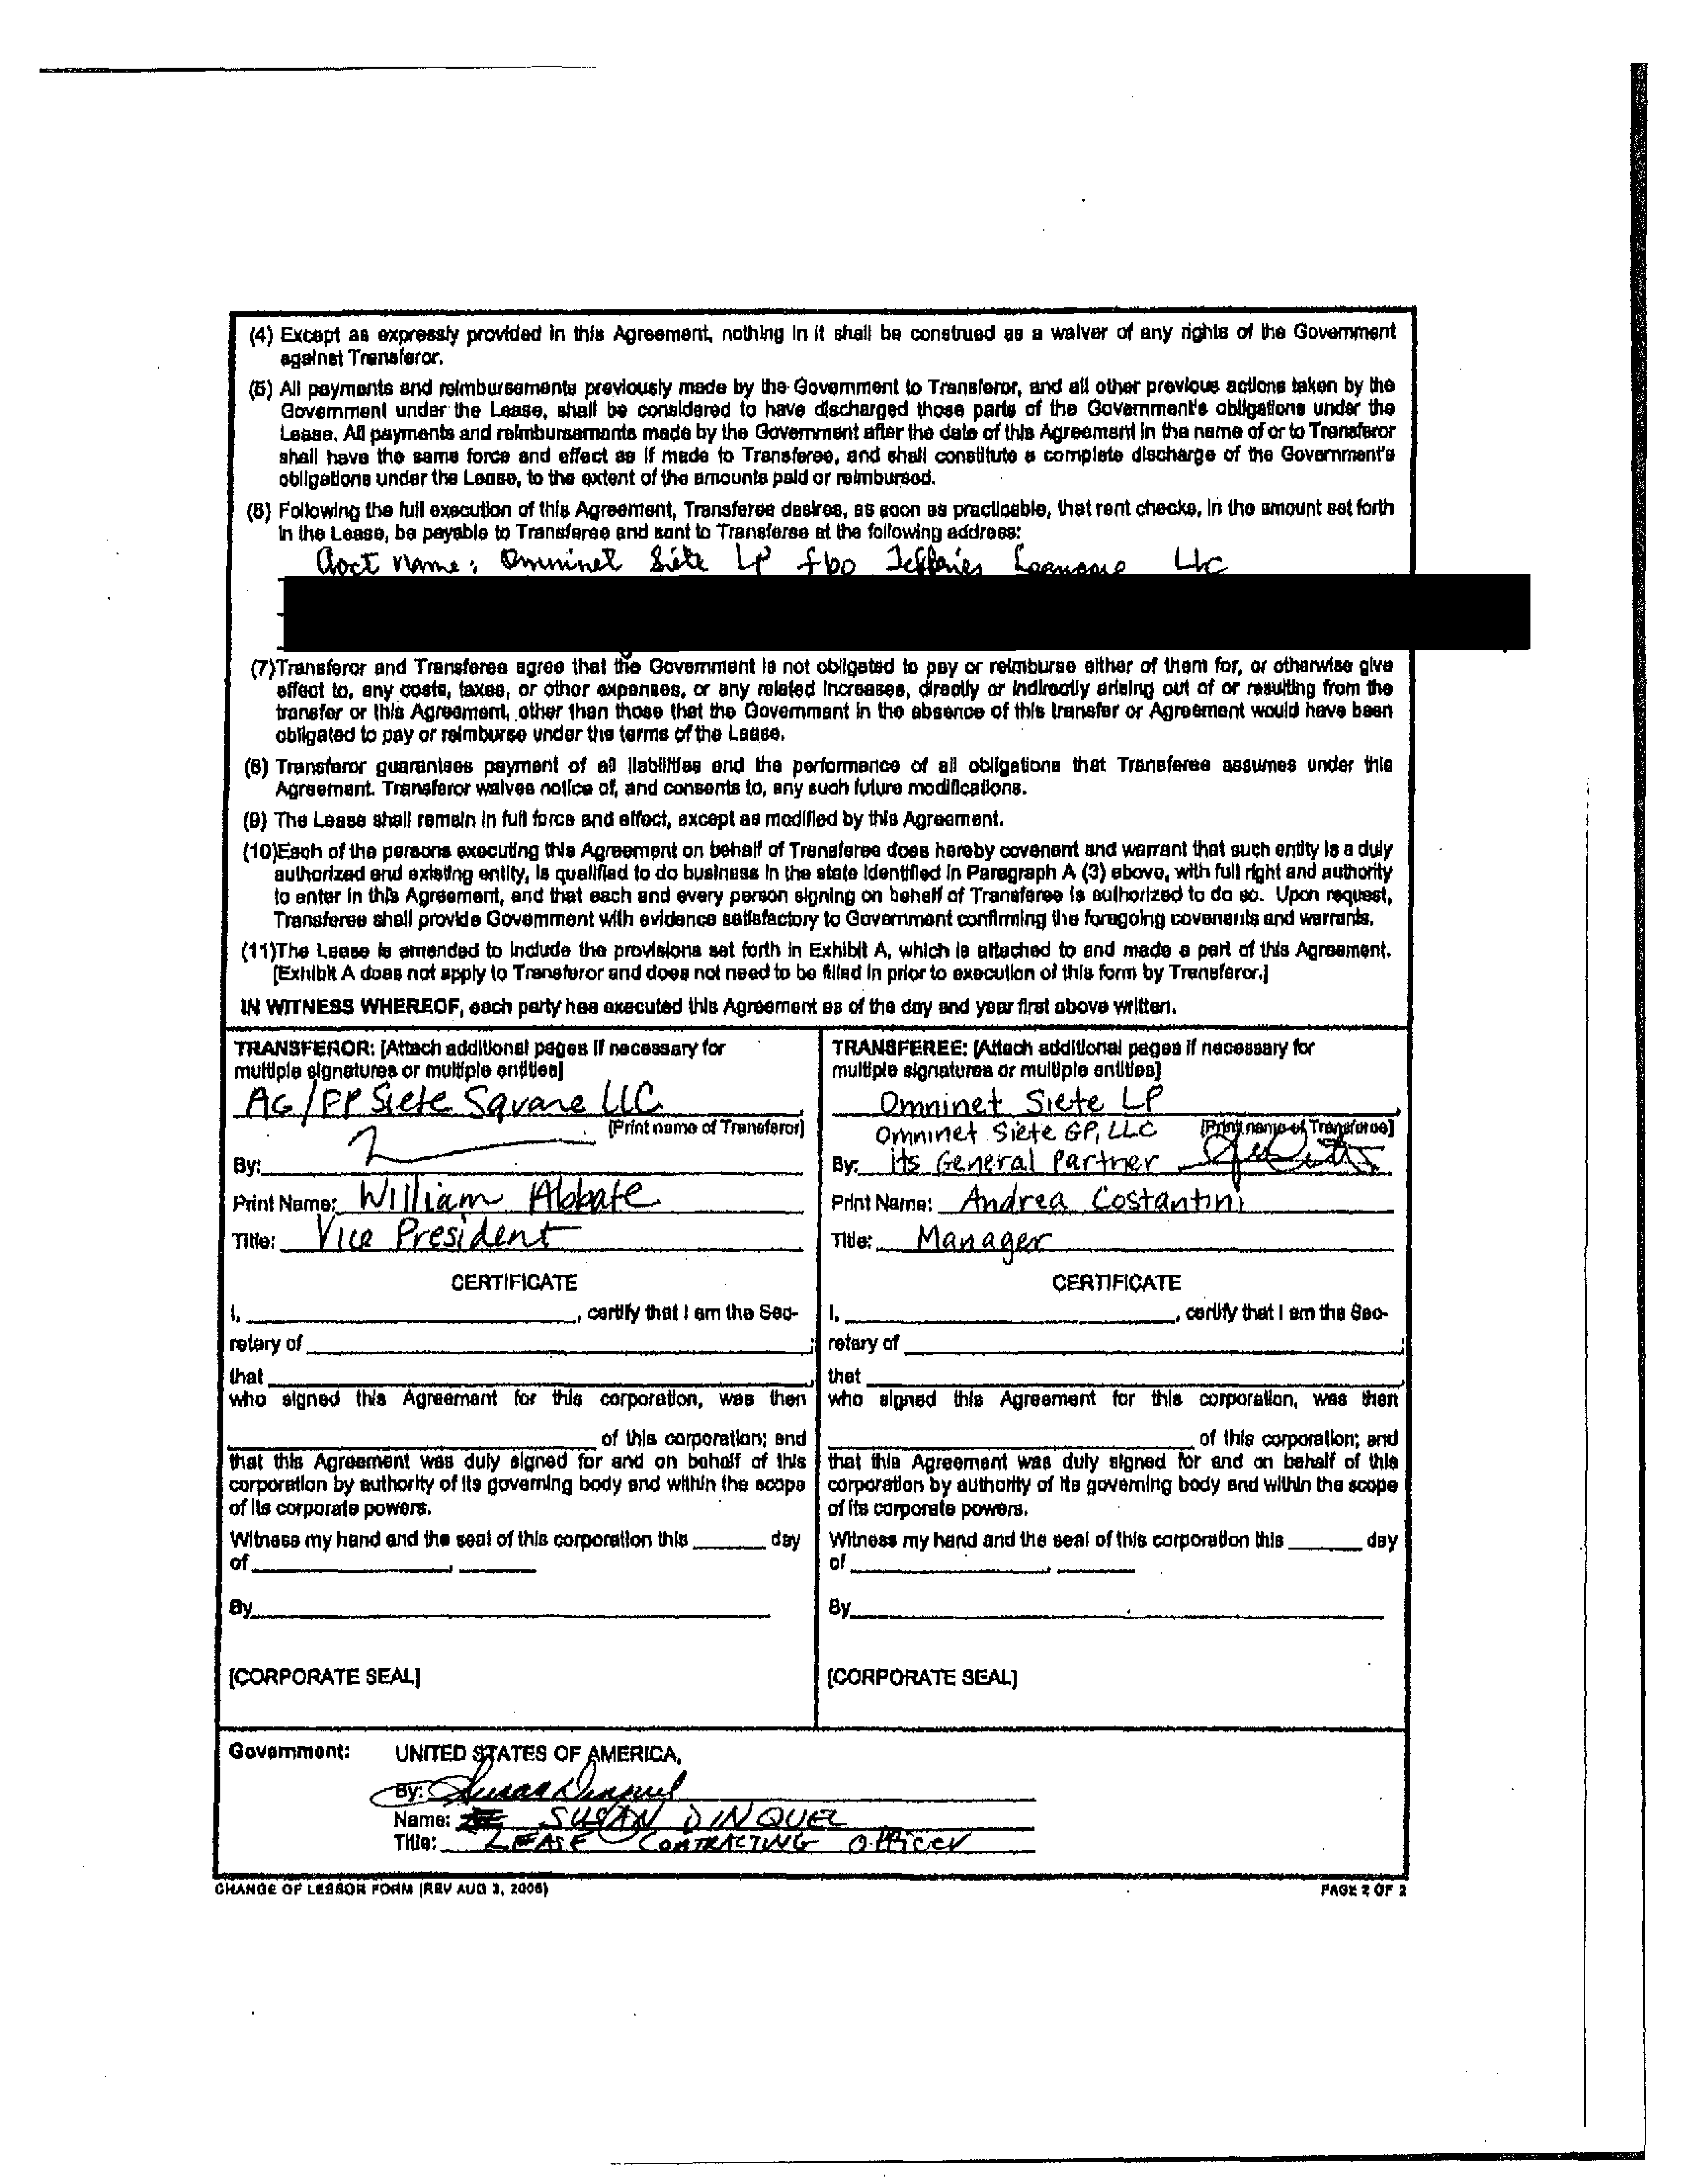 (4) Except as expressly provided in this Agreement, nothing in it shall be construed as a waiver of any rights of the Government
against Transferor.
(5) All payments and reimbursements previously made by the Government to Transferor, and all other previous actions taken by the
Government under the Lease, shall be considered to have discharged those parts of the Government's obligations under the
Lease. All payments and reimbursements made by the Government after the date of this Agreement in the name of or to Transferor
shall have the same force and effect as if made to Transferee, and shall constitute a complete discharge of the Government's
obligations under the Lease, to the extent of the amounts paid or reimbursed.
(6) Following the full execution of this Agreement, Transferee desires, as soon as practicable, that rent checks, in the amount set forth
in the Lease, be payable to Transferee and sent to Transferee at the following address:
Acct name: Omninet Siete LP fbo Jefferies LLC
(7)Transferor and Transferee agree that the Government is not obligated to pay or reimburse either of them for, or otherwise give
effect to, any costs, taxes, or other expenses, or any related increases, directly or indirectly arising out of or resulting from the
transfer or this Agreement, other than those that the Government in the absence of this transfer or Agreement would have been
obligated to pay or reimburse under the terms of the Lease.
(8) Transferor guarantees payment of all liabilities and the performance of all obligations that Transferee assumes under this
Agreement. Transferor waives notice of, and consents to, any such future modifications.
(9) The Lease shall remain in full force and effect, except as modified by this Agreement.
(10)Each of the persons executing this Agreement on behalf of Transferee does hereby covenant and warrant that such entity is a duly
authorized and existing entity, is qualified to do business in the state identified in Paragraph A (3) above, with full right and authority
to enter in this Agreement, and that each and every person signing on behalf of Transferee is authorized to do so. Upon request,
Transferee shall provide Government with evidence satisfactory to Government confirming the foregoing covenants and warrants.
(11)The Lease is amended to include the provisions set forth in Exhibit A, which is attached to and made a part of this Agreement.
[Exhibit A does not apply to Transferor and does not need to be filled in prior to execution of this form by Transferor.]
IN WITNESS WHEREOF, each party has executed this Agreement as of the day and year first above written.
TRANSFEROR: [Attach additional pages if necessary for
multiple signatures or multiple entities]
AG/PP Siete Square LLC
[Print name of Transferor]
By:
Print Name: William Abbate
Title: Vice President
CERTIFICATE
I, , certify that I am the Sec-
retary of ;
that
who signed this Agreement for this corporation, was then
of this corporation; and
that this Agreement was duly signed for and on behalf of this
corporation by authority of its governing body and within the scope
of its corporate powers.
Witness my hand and the seal of this corporation this day
of ,
By
[CORPORATE SEAL]
TRANSFEREE: [Attach additional pages if necessary for
multiple signatures or multiple entities]
Omninet Siete LP
Omninet Siete GP, LLC [Print name of Transferee]
By: its General Partner
Print Name: Andrea Costantini
Title: Manager
CERTIFICATE
I, , certify that I am the Sec-
retary of ;
that
who signed this Agreement for this corporation, was then
of this corporation; and
that this Agreement was duly signed for and on behalf of this
corporation by authority of its governing body and within the scope
of its corporate powers.
Witness my hand and the seal of this corporation this day
of ,
By
[CORPORATE SEAL]
Government: UNITED STATES OF AMERICA,
By: Susan Dinquel
Name: SUSAN DINQUEL
Title: LEASE CONTRACTING Officer
CHANGE OF LESSOR FORM (REV AUG 3, 2006)
PAGE 2 OF 2